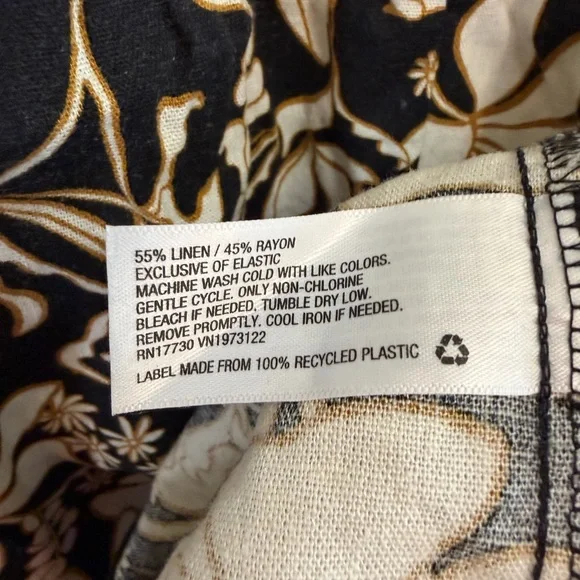 55% LINEN / 45% RAYON
EXCLUSIVE OF ELASTIC
MACHINE WASH COLD WITH LIKE COLORS.
GENTLE CYCLE. ONLY NON-CHLORINE
BLEACH IF NEEDED. TUMBLE DRY LOW.
REMOVE PROMPTLY. COOL IRON IF NEEDED.
RN17730 VN1973122
LABEL MADE FROM 100% RECYCLED PLASTIC